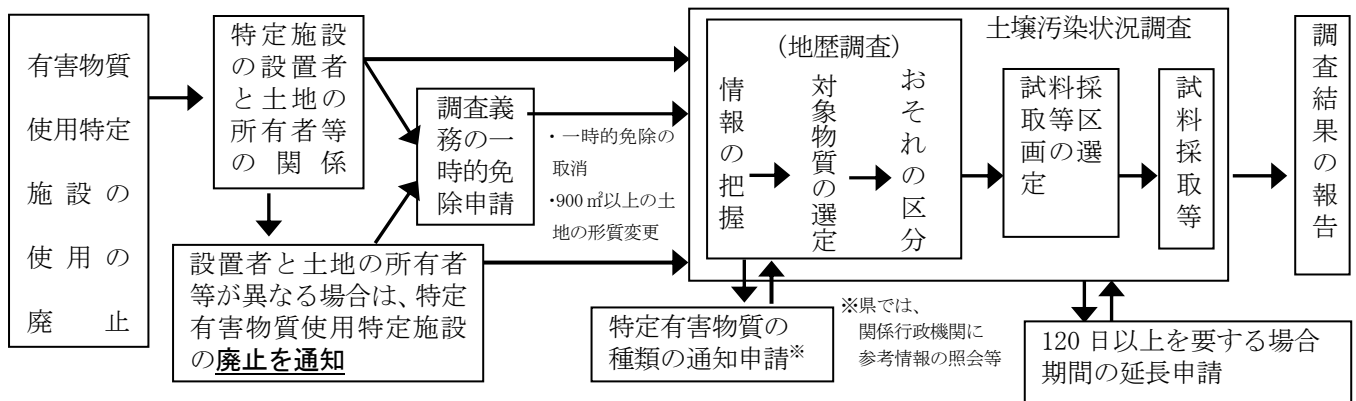 有害物質
使用特定
施設の
使用の
廃止
特定施設
の設置者
と土地の
所有者等
の関係
設置者と土地の所有者
等が異なる場合は、特定
有害物質使用特定施設
の廃止を通知
調査義
務の一
時的免
除申請
・一時的免除の
取消
・900㎡以上の土
地の形質変更
土壌汚染状況調査
(地歴調査)
情報の把握
対象物質の選定
おそれの区分
試料採
取等区
画の選
定
試料採取等
調査結果の報告
特定有害物質の
種類の通知申請※
※県では、
関係行政機関に
参考情報の照会等
120日以上を要する場合
期間の延長申請